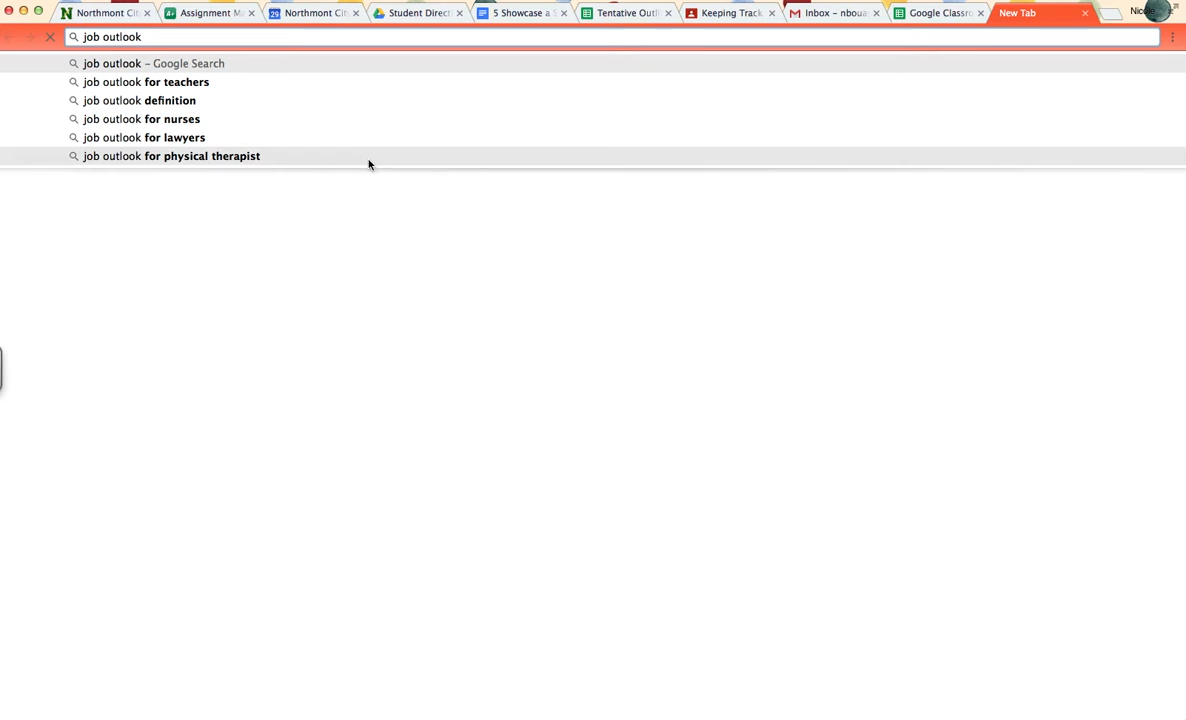 Northmont Cit Assignment M Northmont Cit Student Direct 5 Showcase a S Tentative Outl Keeping Track Inbox – nboua Google Classro New Tab Nicole
job outlook
job outlook – Google Search
job outlook for teachers
job outlook definition
job outlook for nurses
job outlook for lawyers
job outlook for physical therapist